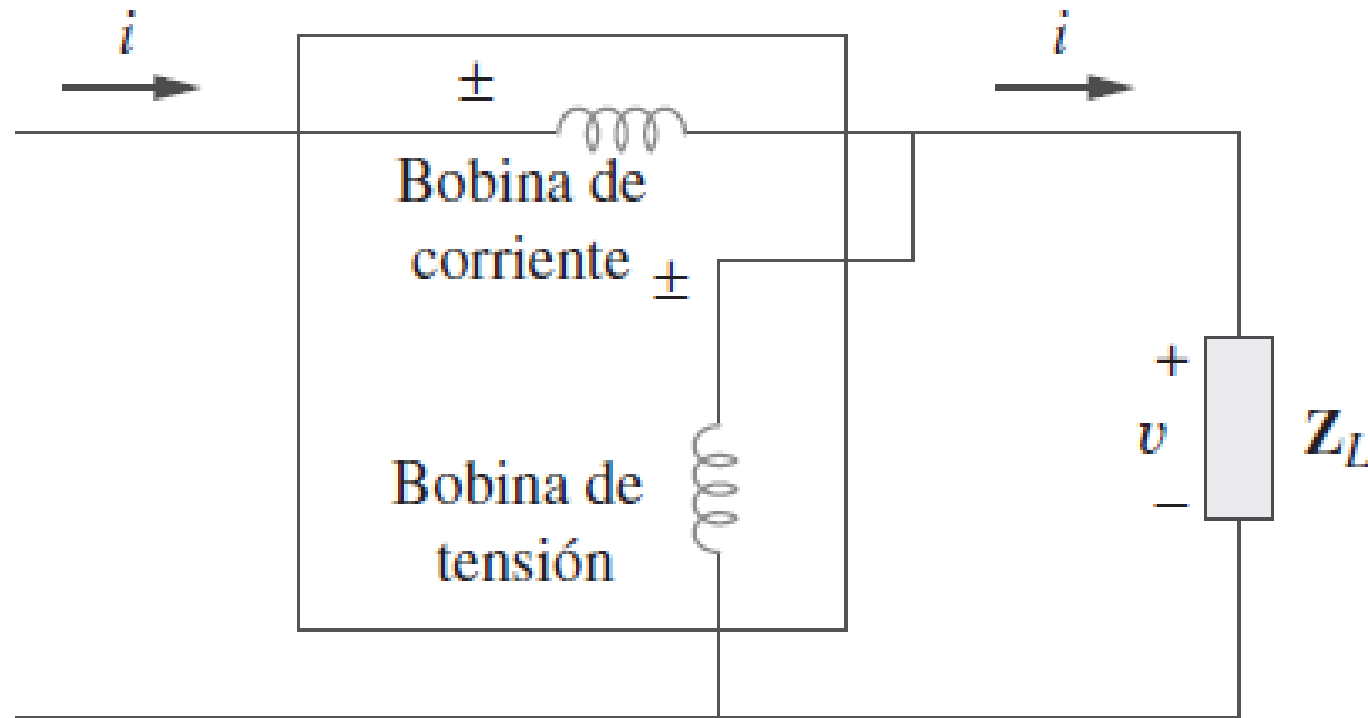 i
i
±
Bobina de
corriente
±
+
v
−
Z_L
Bobina de
tensión